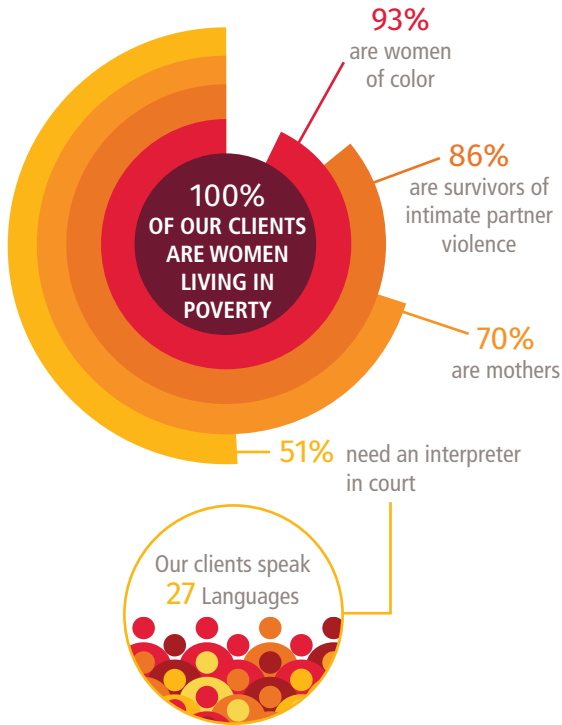 93%
are women
of color
86%
are survivors of
intimate partner
violence
100%
OF OUR CLIENTS
ARE WOMEN
LIVING IN
POVERTY
70%
are mothers
51% need an interpreter
in court
Our clients speak
27 Languages